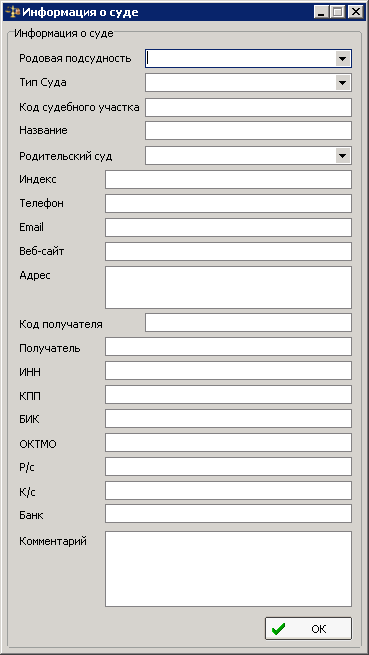 Информация о суде
Информация о суде
Родовая подсудность
Тип Суда
Код судебного участка
Название
Родительский суд
Индекс
Телефон
Email
Веб-сайт
Адрес
Код получателя
Получатель
ИНН
КПП
БИК
ОКТМО
Р/с
К/с
Банк
Комментарий
ОК